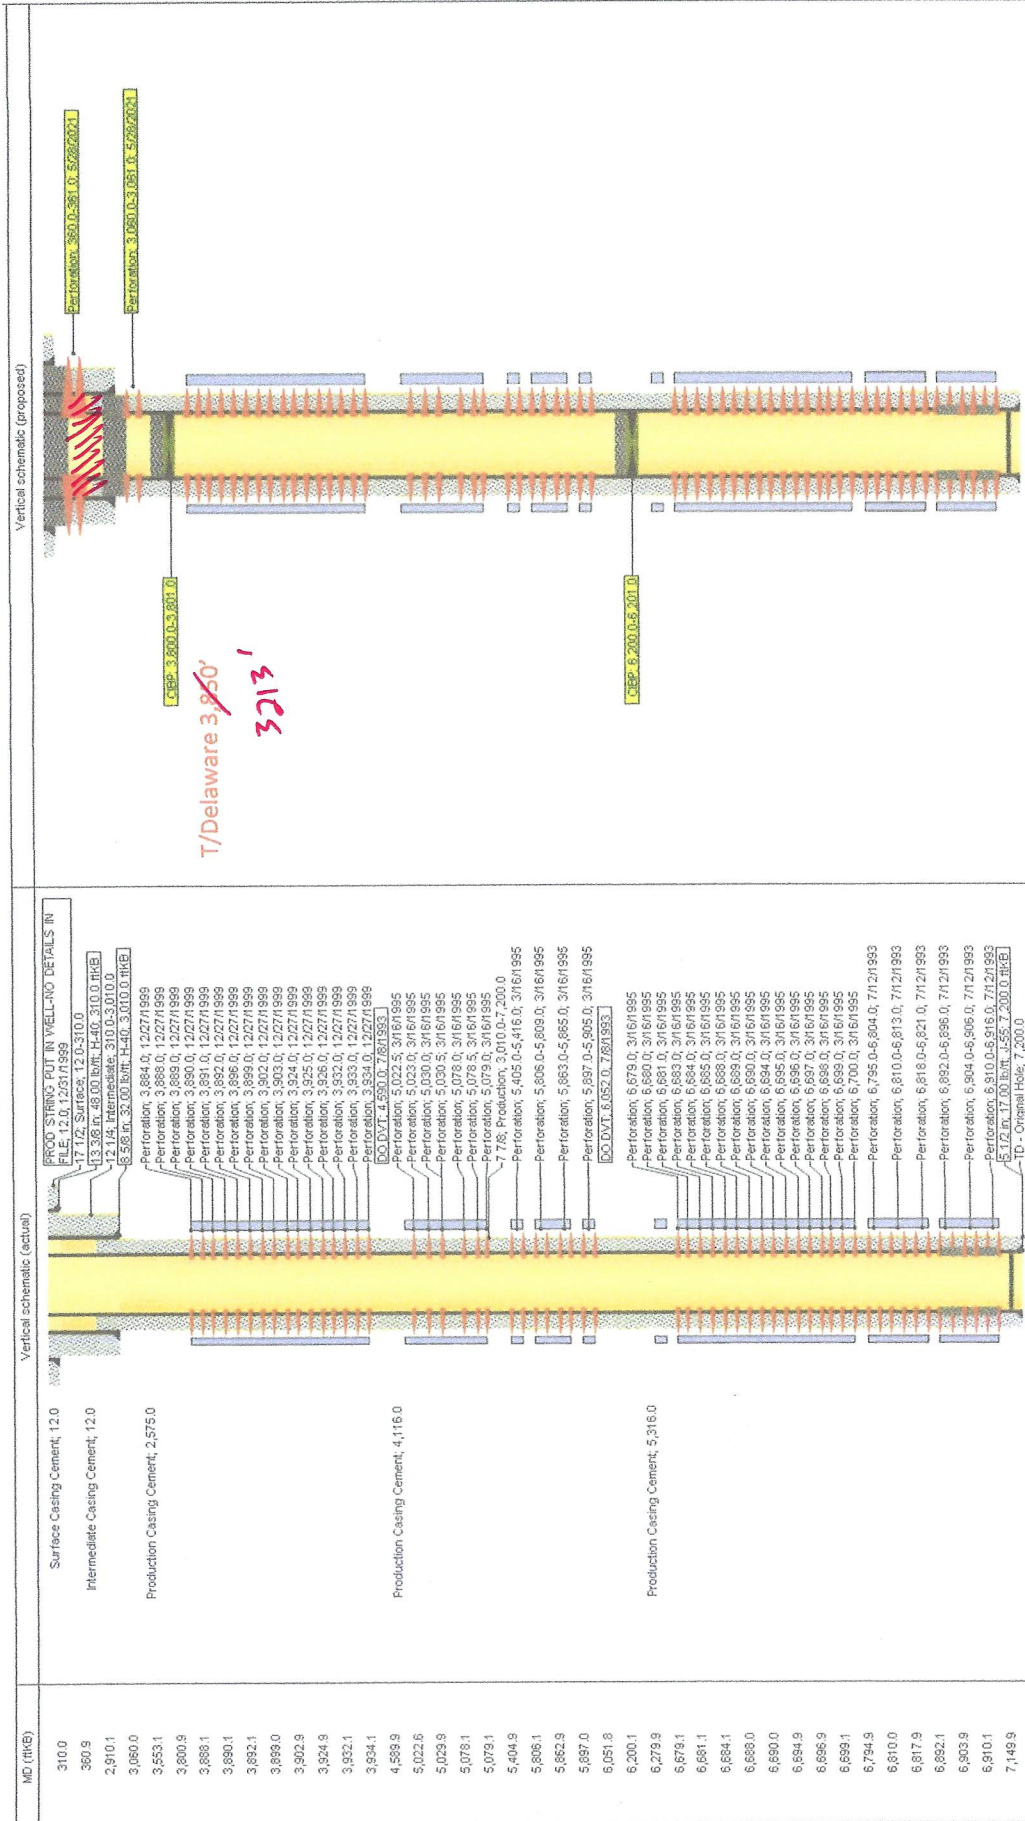 MD (ftKB)
Vertical schematic (actual)
Vertical schematic (proposed)
310.0
360.9
2,910.1
3,060.0
3,553.1
3,800.9
3,888.1
3,890.1
3,892.1
3,899.0
3,902.9
3,924.9
3,932.1
3,934.1
4,589.9
5,022.6
5,029.9
5,078.1
5,079.1
5,404.9
5,806.1
5,862.9
5,897.0
6,051.8
6,200.1
6,279.9
6,679.1
6,681.1
6,684.1
6,688.0
6,690.0
6,694.9
6,696.9
6,699.1
6,794.9
6,810.0
6,817.9
6,892.1
6,903.9
6,910.1
7,149.9
Surface Casing Cement; 12.0
Intermediate Casing Cement; 12.0
Production Casing Cement; 2,575.0
Production Casing Cement; 4,116.0
Production Casing Cement; 5,316.0
PROD STRING PUT IN WELL-NO DETAILS IN
FILE; 12.0; 12/31/1999
17 1/2; Surface; 12.0-310.0
13.3/8 in; 48.00 lb/ft; H-40; 310.0 ftKB
12 1/4; Intermediate; 310.0-3,010.0
8.5/8 in; 32.00 lb/ft; H-40; 3,010.0 ftKB
Perforation; 3,884.0; 12/27/1999
Perforation; 3,888.0; 12/27/1999
Perforation; 3,889.0; 12/27/1999
Perforation; 3,890.0; 12/27/1999
Perforation; 3,891.0; 12/27/1999
Perforation; 3,892.0; 12/27/1999
Perforation; 3,896.0; 12/27/1999
Perforation; 3,899.0; 12/27/1999
Perforation; 3,902.0; 12/27/1999
Perforation; 3,903.0; 12/27/1999
Perforation; 3,924.0; 12/27/1999
Perforation; 3,925.0; 12/27/1999
Perforation; 3,926.0; 12/27/1999
Perforation; 3,932.0; 12/27/1999
Perforation; 3,933.0; 12/27/1999
Perforation; 3,934.0; 12/27/1999
DO DVT; 4,590.0; 7/8/1993
Perforation; 5,022.5; 3/16/1995
Perforation; 5,023.0; 3/16/1995
Perforation; 5,030.0; 3/16/1995
Perforation; 5,030.5; 3/16/1995
Perforation; 5,078.0; 3/16/1995
Perforation; 5,078.5; 3/16/1995
Perforation; 5,079.0; 3/16/1995
7 7/8; Production; 3,010.0-7,200.0
Perforation; 5,405.0-5,416.0; 3/16/1995
Perforation; 5,806.0-5,809.0; 3/16/1995
Perforation; 5,863.0-5,865.0; 3/16/1995
Perforation; 5,897.0-5,905.0; 3/16/1995
DO DVT; 6,052.0; 7/8/1993
Perforation; 6,679.0; 3/16/1995
Perforation; 6,680.0; 3/16/1995
Perforation; 6,681.0; 3/16/1995
Perforation; 6,683.0; 3/16/1995
Perforation; 6,684.0; 3/16/1995
Perforation; 6,685.0; 3/16/1995
Perforation; 6,688.0; 3/16/1995
Perforation; 6,689.0; 3/16/1995
Perforation; 6,690.0; 3/16/1995
Perforation; 6,694.0; 3/16/1995
Perforation; 6,695.0; 3/16/1995
Perforation; 6,696.0; 3/16/1995
Perforation; 6,697.0; 3/16/1995
Perforation; 6,698.0; 3/16/1995
Perforation; 6,699.0; 3/16/1995
Perforation; 6,700.0; 3/16/1995
Perforation; 6,795.0-6,804.0; 7/12/1993
Perforation; 6,810.0-6,813.0; 7/12/1993
Perforation; 6,818.0-6,821.0; 7/12/1993
Perforation; 6,892.0-6,896.0; 7/12/1993
Perforation; 6,904.0-6,906.0; 7/12/1993
Perforation; 6,910.0-6,916.0; 7/12/1993
5.1/2 in; 17.00 lb/ft; J-55; 7,200.0 ftKB
TD - Original Hole; 7,200.0
Perforation; 360.0-361.0; 5/28/2021
Perforation; 3,060.0-3,061.0; 5/28/2021
CIBP; 3,800.0-3,801.0
T/Delaware 3,850'
3213'
CIBP; 6,200.0-6,201.0